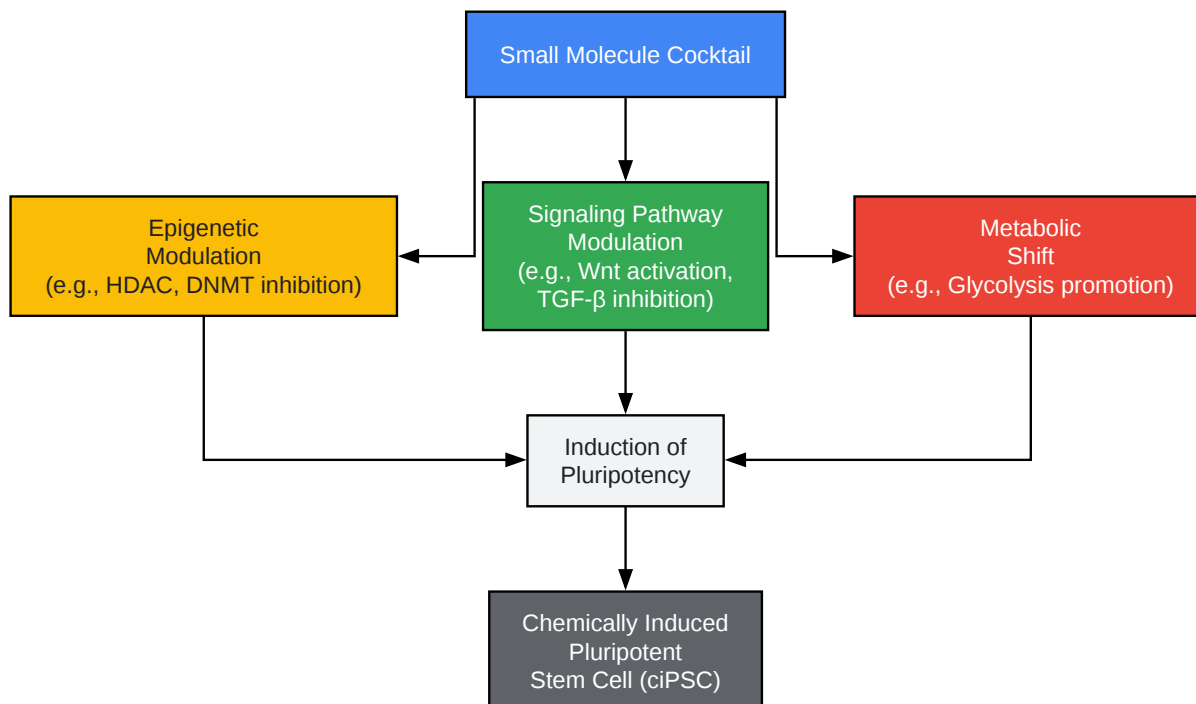 Small Molecule Cocktail
Epigenetic
Modulation
(e.g., HDAC, DNMT inhibition)
Signaling Pathway
Modulation
(e.g., Wnt activation,
TGF-β inhibition)
Metabolic
Shift
(e.g., Glycolysis promotion)
Induction of
Pluripotency
Chemically Induced
Pluripotent
Stem Cell (ciPSC)